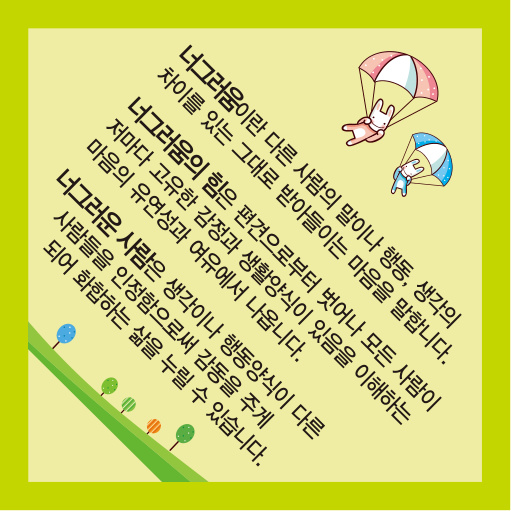 너그러움이란 다른 사람의 말이나 행동, 생각의
차이를 있는 그대로 받아들이는 마음을 말합니다.
너그러움의 힘은 편견으로부터 벗어나 모든 사람이
저마다 고유한 감정과 생활양식이 있음을 이해하는
마음의 유연성과 여유에서 나옵니다.
너그러운 사람은 생각이나 행동양식이 다른
사람들을 인정함으로써 감동을 주게
되어 화합하는 삶을 누릴 수 있습니다.